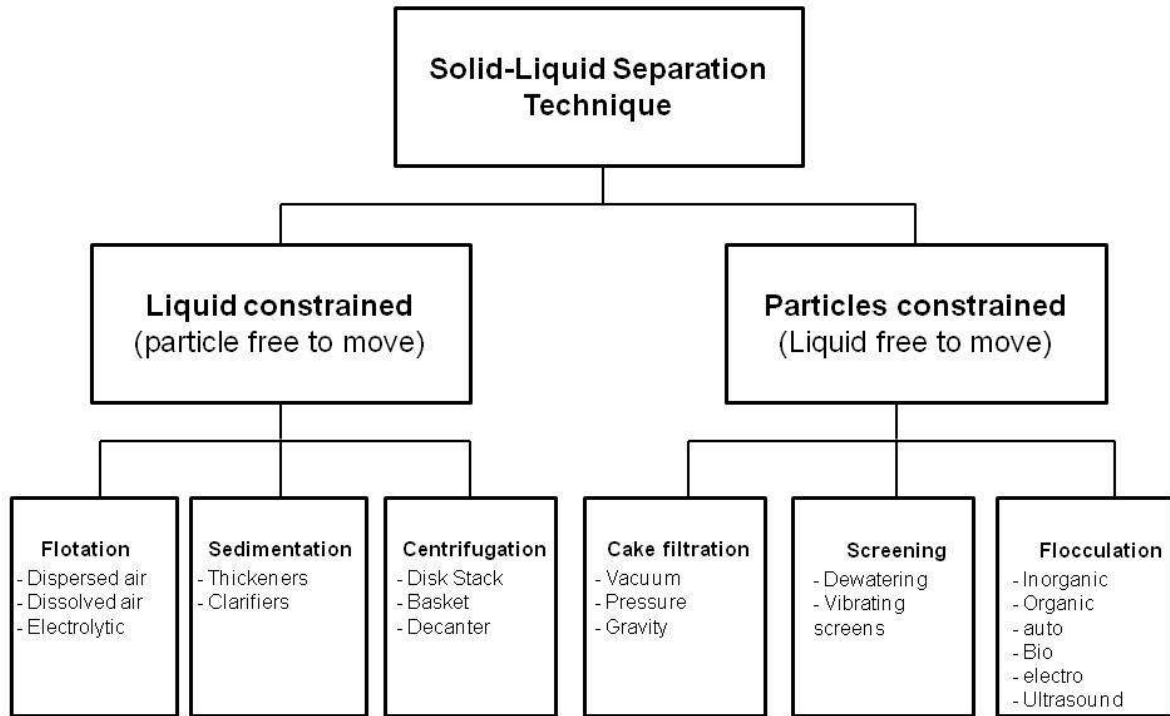 Solid-Liquid Separation
Technique
Liquid constrained
(particle free to move)
Particles constrained
(Liquid free to move)
Flotation
- Dispersed air
- Dissolved air
- Electrolytic
Sedimentation
- Thickeners
- Clarifiers
Centrifugation
- Disk Stack
- Basket
- Decanter
Cake filtration
- Vacuum
- Pressure
- Gravity
Screening
- Dewatering
- Vibrating
screens
Flocculation
- Inorganic
- Organic
- auto
- Bio
- electro
- Ultrasound